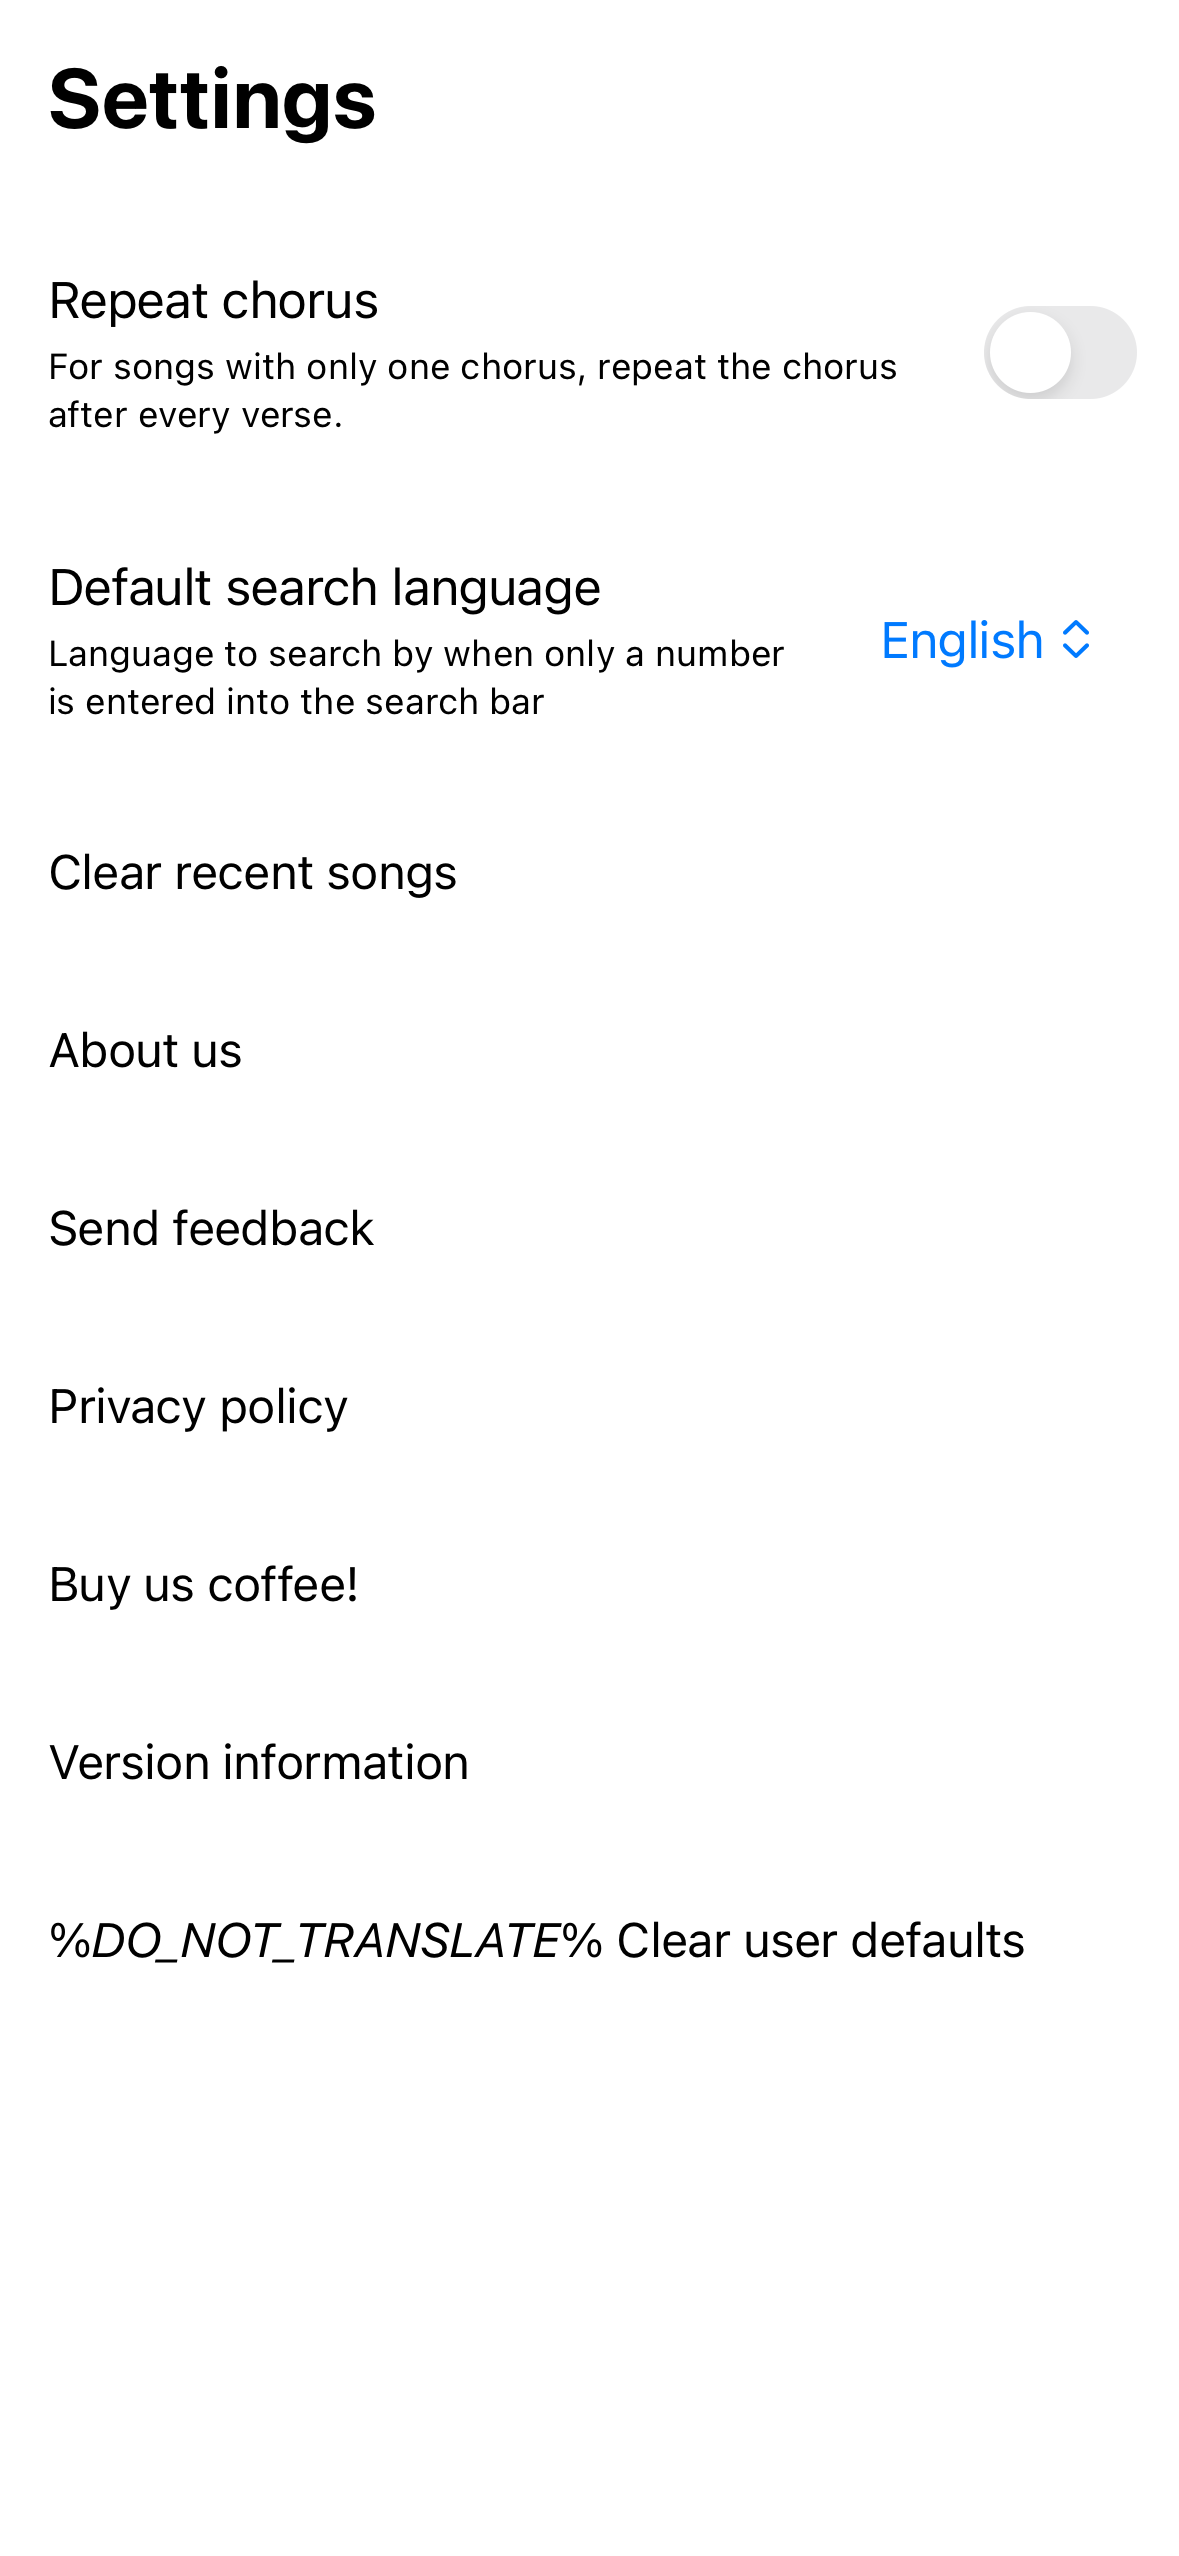 Settings
Repeat chorus
For songs with only one chorus, repeat the chorus
after every verse.
Default search language
Language to search by when only a number
is entered into the search bar
English
Clear recent songs
About us
Send feedback
Privacy policy
Buy us coffee!
Version information
%DO_NOT_TRANSLATE% Clear user defaults